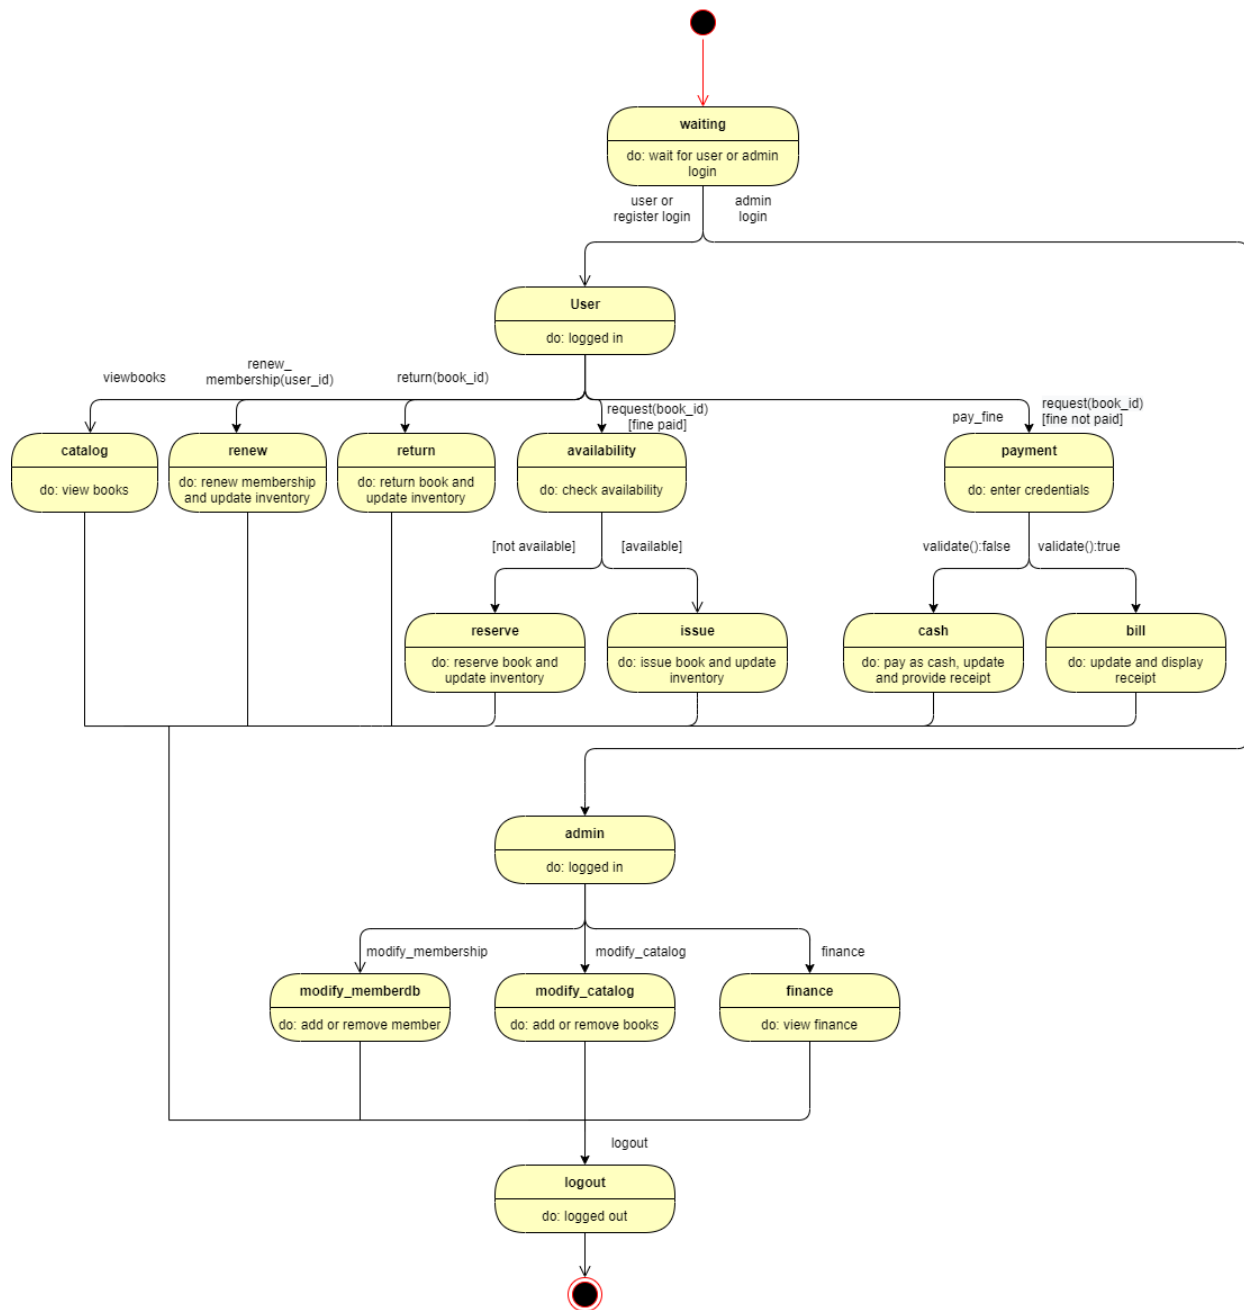 waiting
do: wait for user or admin
login
user or
register login
admin
login
User
do: logged in
viewbooks
renew_
membership(user_id)
return(book_id)
request(book_id)
[fine paid]
pay_fine
request(book_id)
[fine not paid]
catalog
do: view books
renew
do: renew membership
and update inventory
return
do: return book and
update inventory
availability
do: check availability
payment
do: enter credentials
[not available]
[available]
validate():false
validate():true
reserve
do: reserve book and
update inventory
issue
do: issue book and update
inventory
cash
do: pay as cash, update
and provide receipt
bill
do: update and display
receipt
admin
do: logged in
modify_membership
modify_catalog
finance
modify_memberdb
do: add or remove member
modify_catalog
do: add or remove books
finance
do: view finance
logout
logout
do: logged out